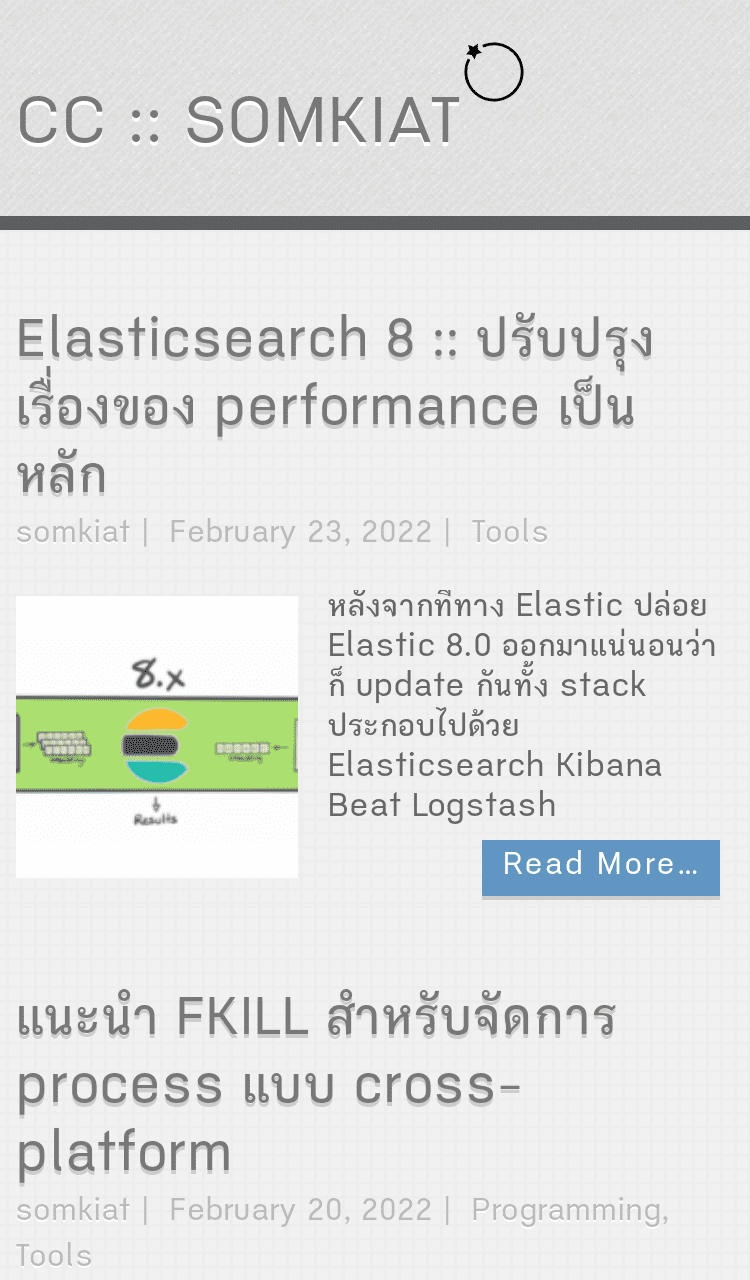 CC :: SOMKIAT
Elasticsearch 8 :: ปรับปรุง
เรื่องของ performance เป็น
หลัก
somkiat | February 23, 2022 | Tools
หลังจากที่ทาง Elastic ปล่อย
Elastic 8.0 ออกมาแน่นอนว่า
ก็ update กันทั้ง stack
ประกอบไปด้วย
Elasticsearch Kibana
Beat Logstash
8.x
Results
Read More…
แนะนำ FKILL สำหรับจัดการ
process แบบ cross-
platform
somkiat | February 20, 2022 | Programming,
Tools